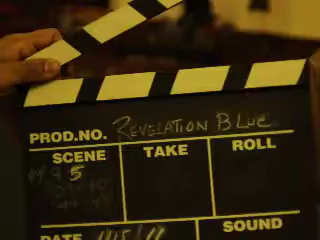 PROD.NO. REVELATION BLUE
SCENE TAKE ROLL
5
DATE SOUND